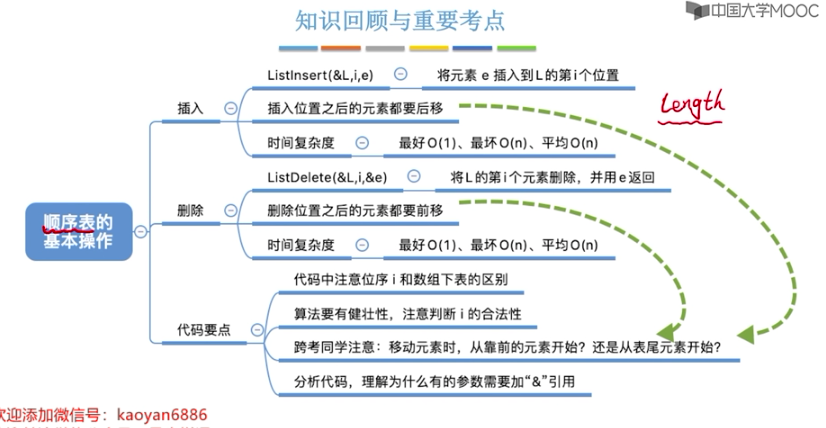 知识回顾与重要考点
中国大学MOOC
ListInsert(&L,i,e)
将元素 e 插入到L的第i个位置
插入
插入位置之后的元素都要后移
Length
时间复杂度
最好O(1)、最坏O(n)、平均O(n)
ListDelete(&L,i,&e)
将L的第i个元素删除，并用e返回
顺序表的
基本操作
删除
删除位置之后的元素都要前移
时间复杂度
最好O(1)、最坏O(n)、平均O(n)
代码中注意位序 i 和数组下表的区别
代码要点
算法要有健壮性，注意判断 i 的合法性
跨考同学注意：移动元素时，从靠前的元素开始？还是从表尾元素开始？
分析代码，理解为什么有的参数需要加“&”引用
欢迎添加微信号：kaoyan6886